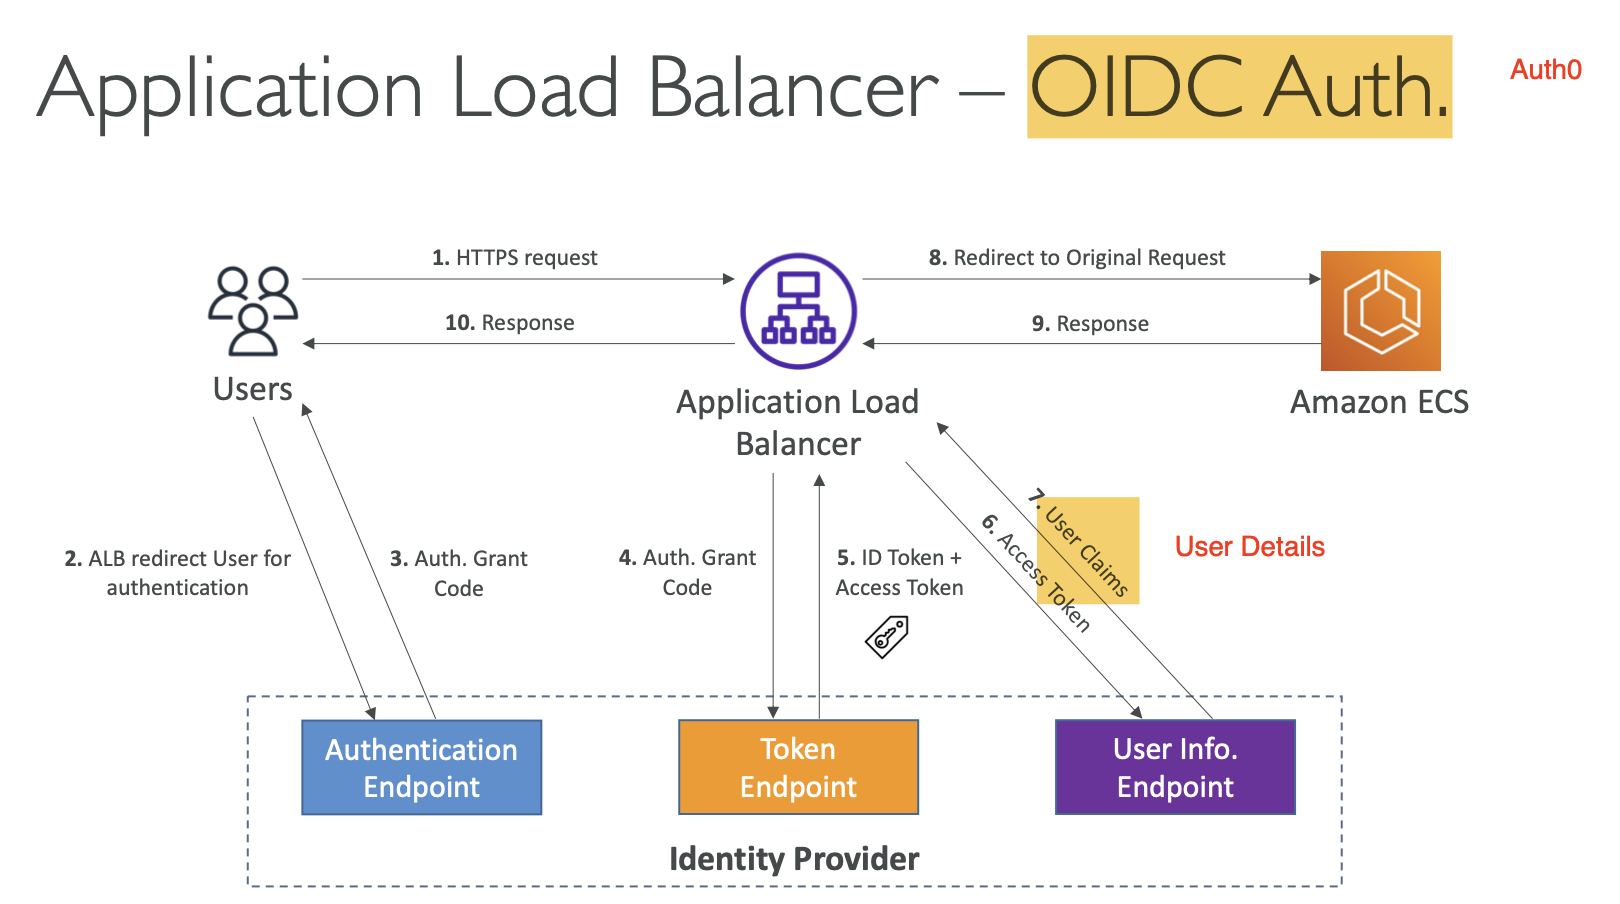 Application Load Balancer – OIDC Auth.
Auth0
1. HTTPS request
8. Redirect to Original Request
10. Response
9. Response
Users
Application Load
Balancer
Amazon ECS
2. ALB redirect User for
authentication
3. Auth. Grant
Code
4. Auth. Grant
Code
5. ID Token +
Access Token
6. Access Token
7. User Claims
User Details
Authentication
Endpoint
Token
Endpoint
User Info.
Endpoint
Identity Provider